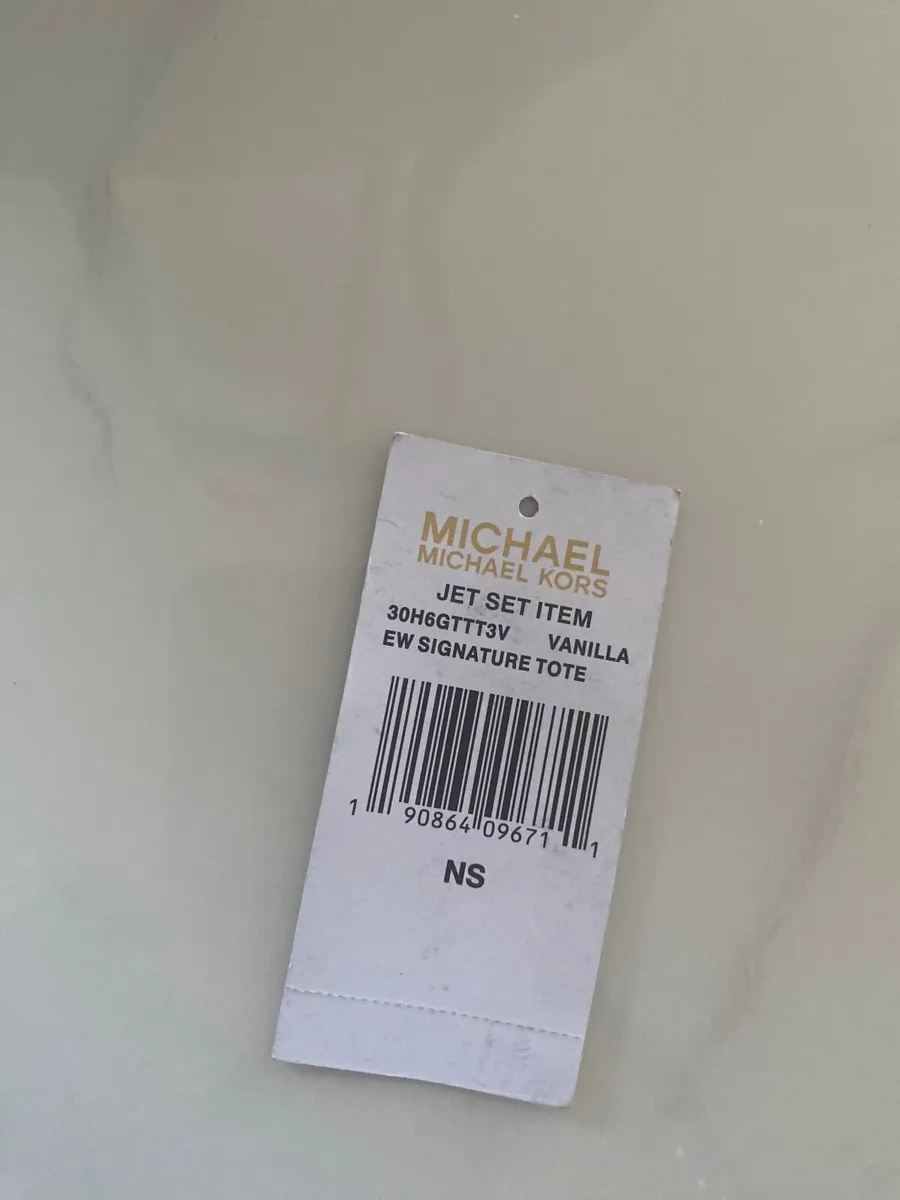 MICHAEL
MICHAEL KORS
JET SET ITEM
30H6GTTT3V VANILLA
EW SIGNATURE TOTE
1 90864 09671 1
NS